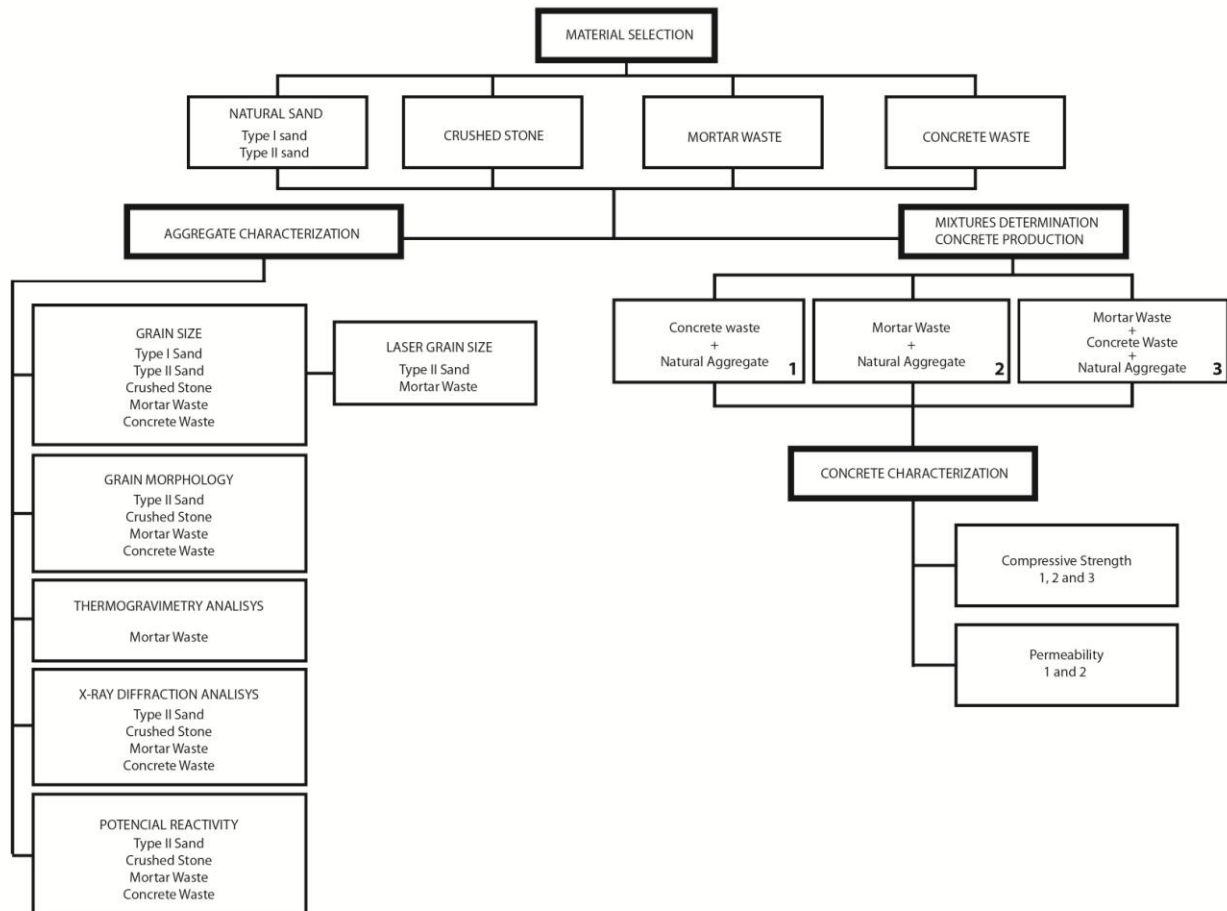 MATERIAL SELECTION
NATURAL SAND
Type I sand
Type II sand
CRUSHED STONE
MORTAR WASTE
CONCRETE WASTE
AGGREGATE CHARACTERIZATION
MIXTURES DETERMINATION
CONCRETE PRODUCTION
GRAIN SIZE
Type I Sand
Type II Sand
Crushed Stone
Mortar Waste
Concrete Waste
LASER GRAIN SIZE
Type II Sand
Mortar Waste
Concrete waste
+
Natural Aggregate 1
Mortar Waste
+
Natural Aggregate 2
Mortar Waste
+
Concrete Waste
+
Natural Aggregate 3
GRAIN MORPHOLOGY
Type II Sand
Crushed Stone
Mortar Waste
Concrete Waste
CONCRETE CHARACTERIZATION
Compressive Strength
1, 2 and 3
Permeability
1 and 2
THERMOGRAVIMETRY ANALISYS
Mortar Waste
X-RAY DIFFRACTION ANALISYS
Type II Sand
Crushed Stone
Mortar Waste
Concrete Waste
POTENCIAL REACTIVITY
Type II Sand
Crushed Stone
Mortar Waste
Concrete Waste